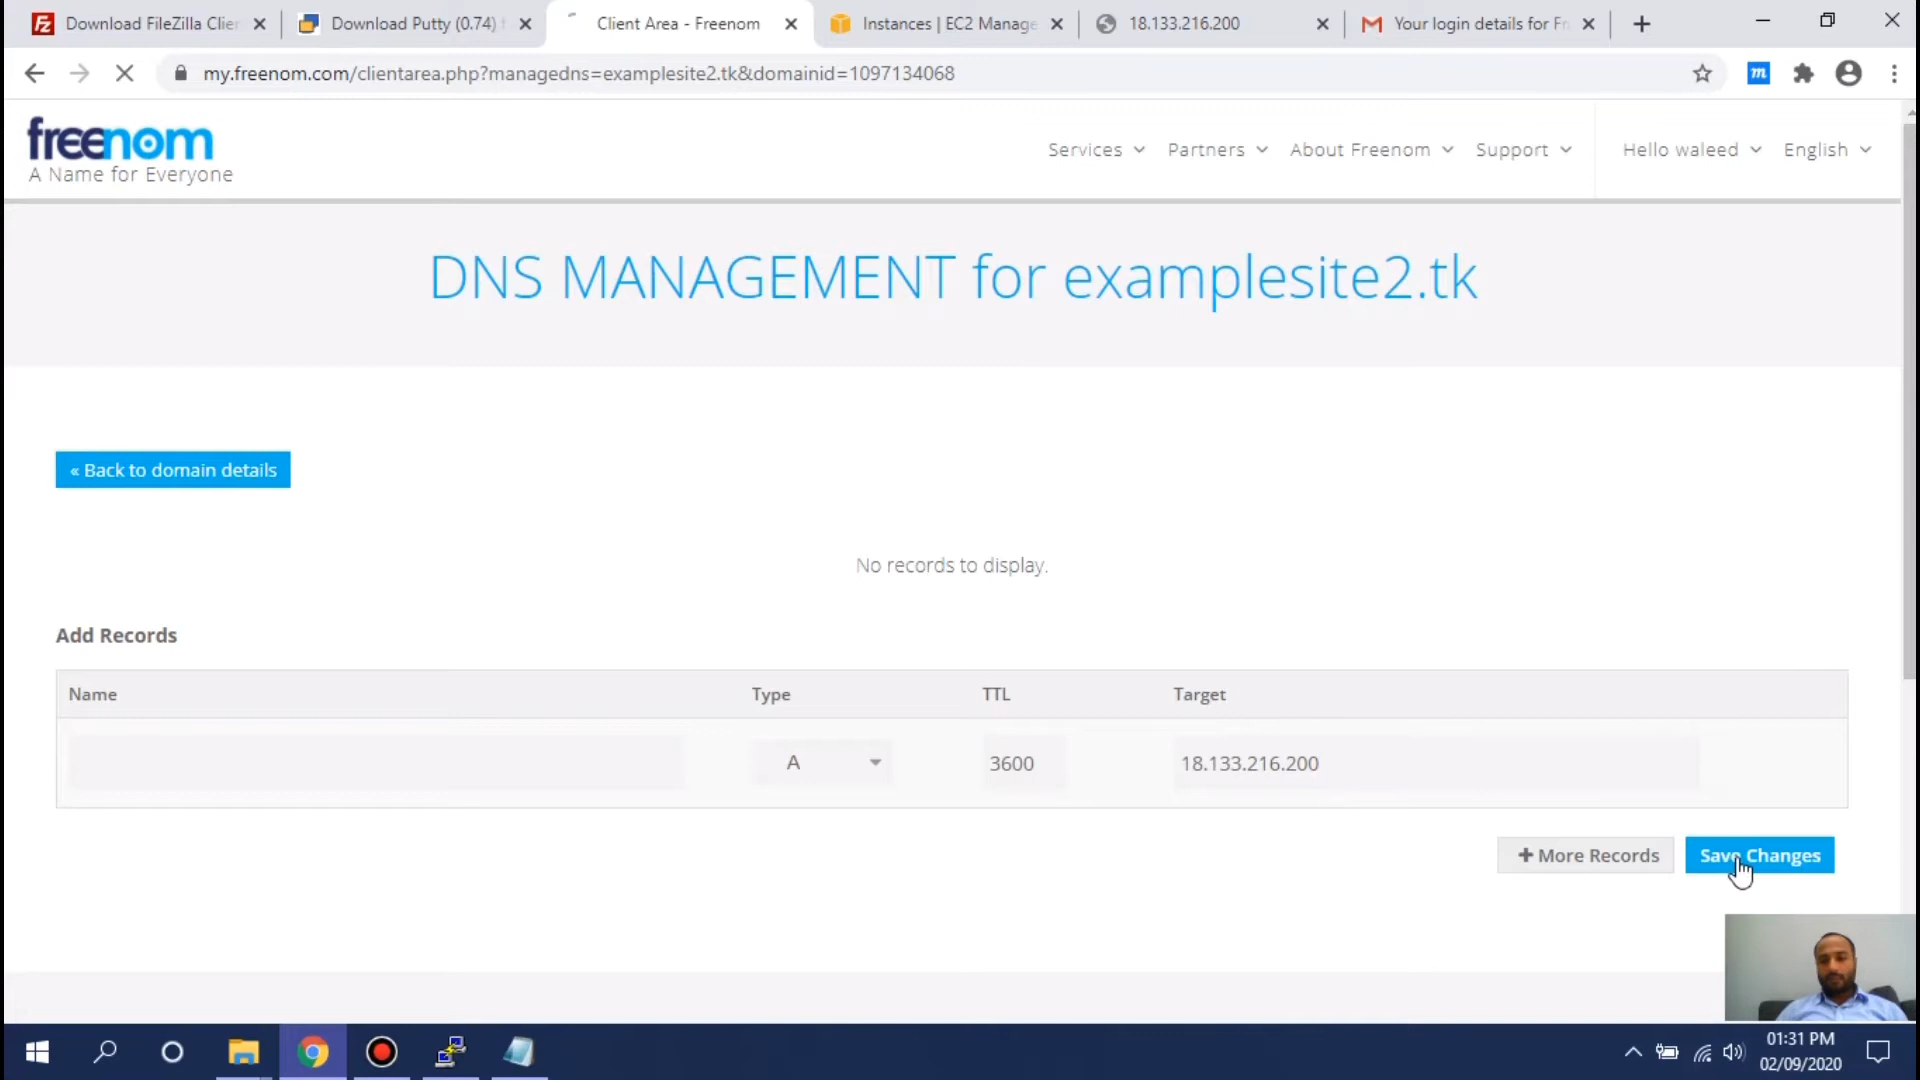 Download FileZilla Clie
Download Putty (0.74)
Client Area - Freenom
Instances | EC2 Manage
18.133.216.200
Your login details for Fr
my.freenom.com/clientarea.php?managedns=examplesite2.tk&domainid=1097134068
m
freenom
A Name for Everyone
Services
Partners
About Freenom
Support
Hello waleed
English
DNS MANAGEMENT for examplesite2.tk
« Back to domain details
No records to display.
Add Records
Name Type TTL Target
A 3600 18.133.216.200
+ More Records
Save Changes
01:31 PM
02/09/2020